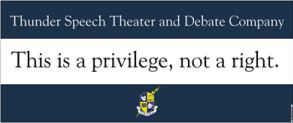 Thunder Speech Theater and Debate Company
This is a privilege, not a right.